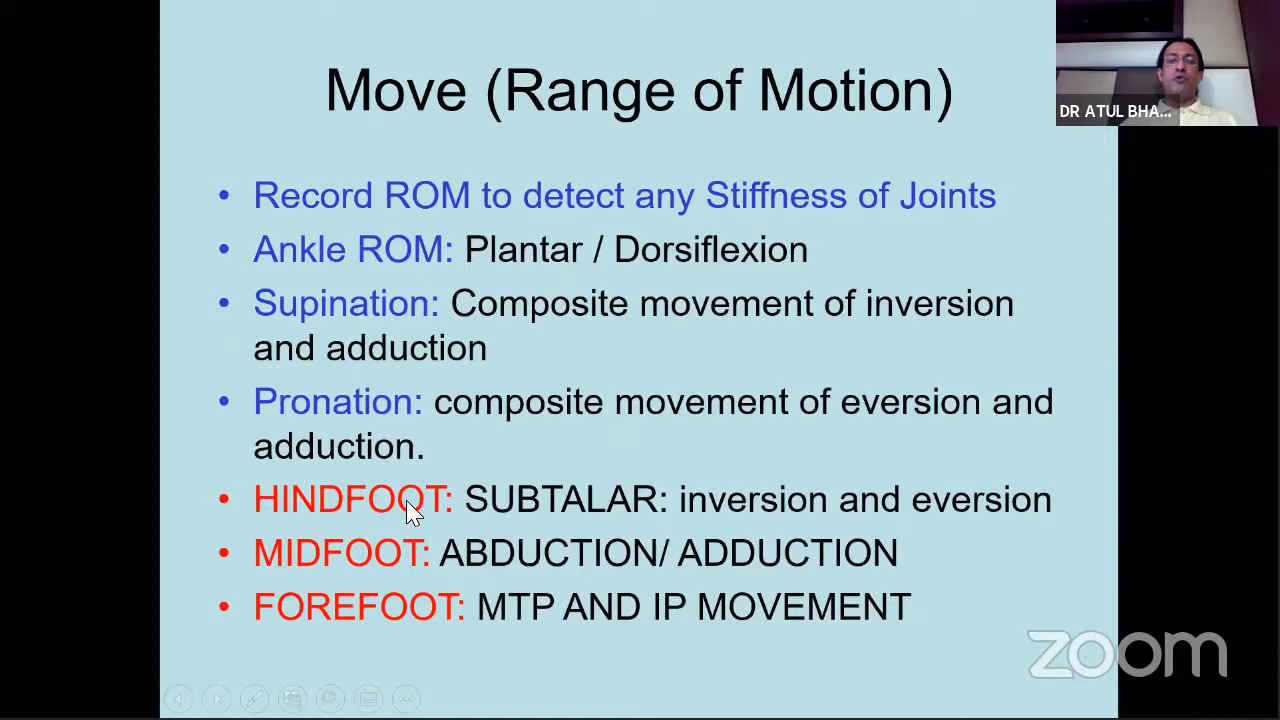 Move (Range of Motion)
DR ATUL BHA...
• Record ROM to detect any Stiffness of Joints
• Ankle ROM: Plantar / Dorsiflexion
• Supination: Composite movement of inversion
and adduction
• Pronation: composite movement of eversion and
adduction.
• HINDFOOT: SUBTALAR: inversion and eversion
• MIDFOOT: ABDUCTION/ ADDUCTION
• FOREFOOT: MTP AND IP MOVEMENT
zoom